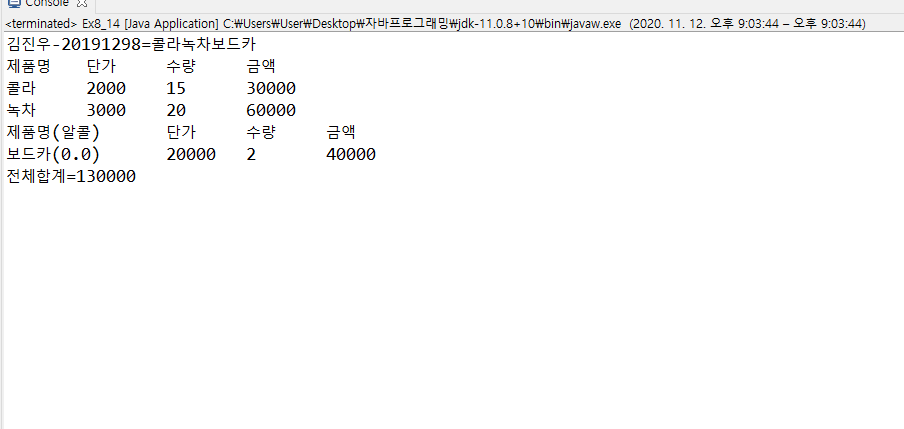 Console
<terminated> Ex8_14 [Java Application] C:₩Users₩User₩Desktop₩자바프로그래밍₩jdk-11.0.8+10₩bin₩javaw.exe (2020. 11. 12. 오후 9:03:44 – 오후 9:03:44)
김진우-20191298=콜라녹차보드카
제품명 단가 수량 금액
콜라 2000 15 30000
녹차 3000 20 60000
제품명(알콜) 단가 수량 금액
보드카(0.0) 20000 2 40000
전체합계=130000